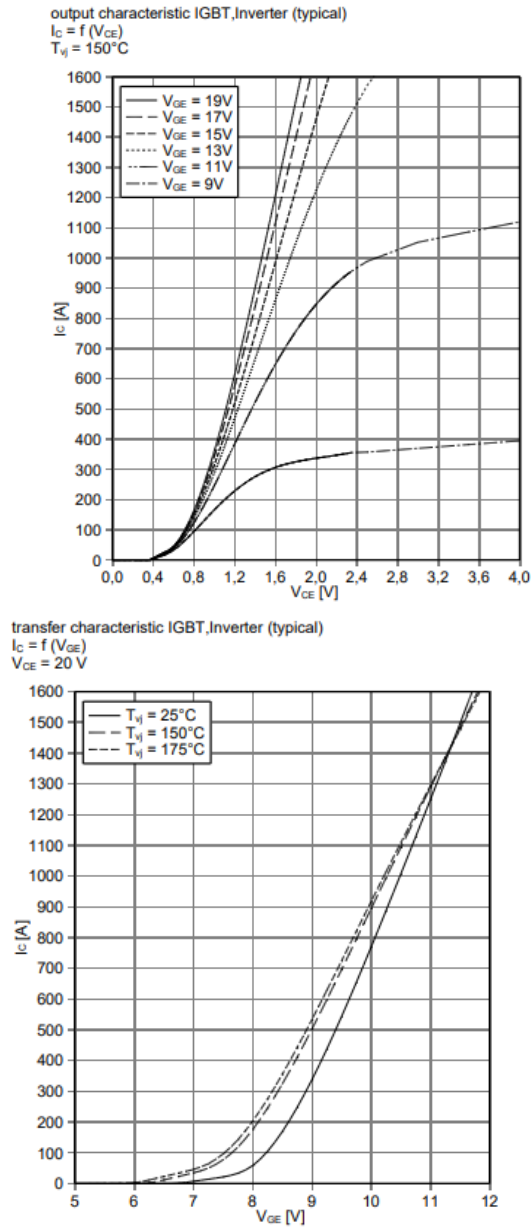 output characteristic IGBT,Inverter (typical)
IC = f (VCE)
Tvj = 150°C
1600
1500
1400
1300
1200
1100
1000
900
800
700
600
500
400
300
200
100
0
IC [A]
VGE = 19V
VGE = 17V
VGE = 15V
VGE = 13V
VGE = 11V
VGE = 9V
0,0 0,4 0,8 1,2 1,6 2,0 2,4 2,8 3,2 3,6 4,0
VCE [V]
transfer characteristic IGBT,Inverter (typical)
IC = f (VGE)
VCE = 20 V
1600
1500
1400
1300
1200
1100
1000
900
800
700
600
500
400
300
200
100
0
IC [A]
Tvj = 25°C
Tvj = 150°C
Tvj = 175°C
5 6 7 8 9 10 11 12
VGE [V]